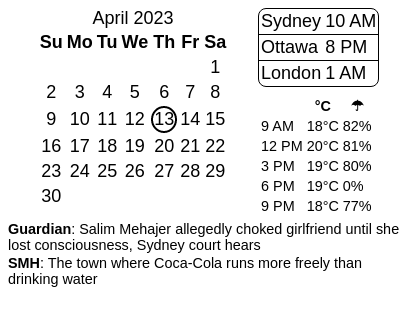 April 2023
Su Mo Tu We Th Fr Sa
1
2 3 4 5 6 7 8
9 10 11 12 13 14 15
16 17 18 19 20 21 22
23 24 25 26 27 28 29
30
Sydney 10 AM
Ottawa 8 PM
London 1 AM
°C ☂
9 AM 18°C 82%
12 PM 20°C 81%
3 PM 19°C 80%
6 PM 19°C 0%
9 PM 18°C 77%
Guardian: Salim Mehajer allegedly choked girlfriend until she
lost consciousness, Sydney court hears
SMH: The town where Coca-Cola runs more freely than
drinking water